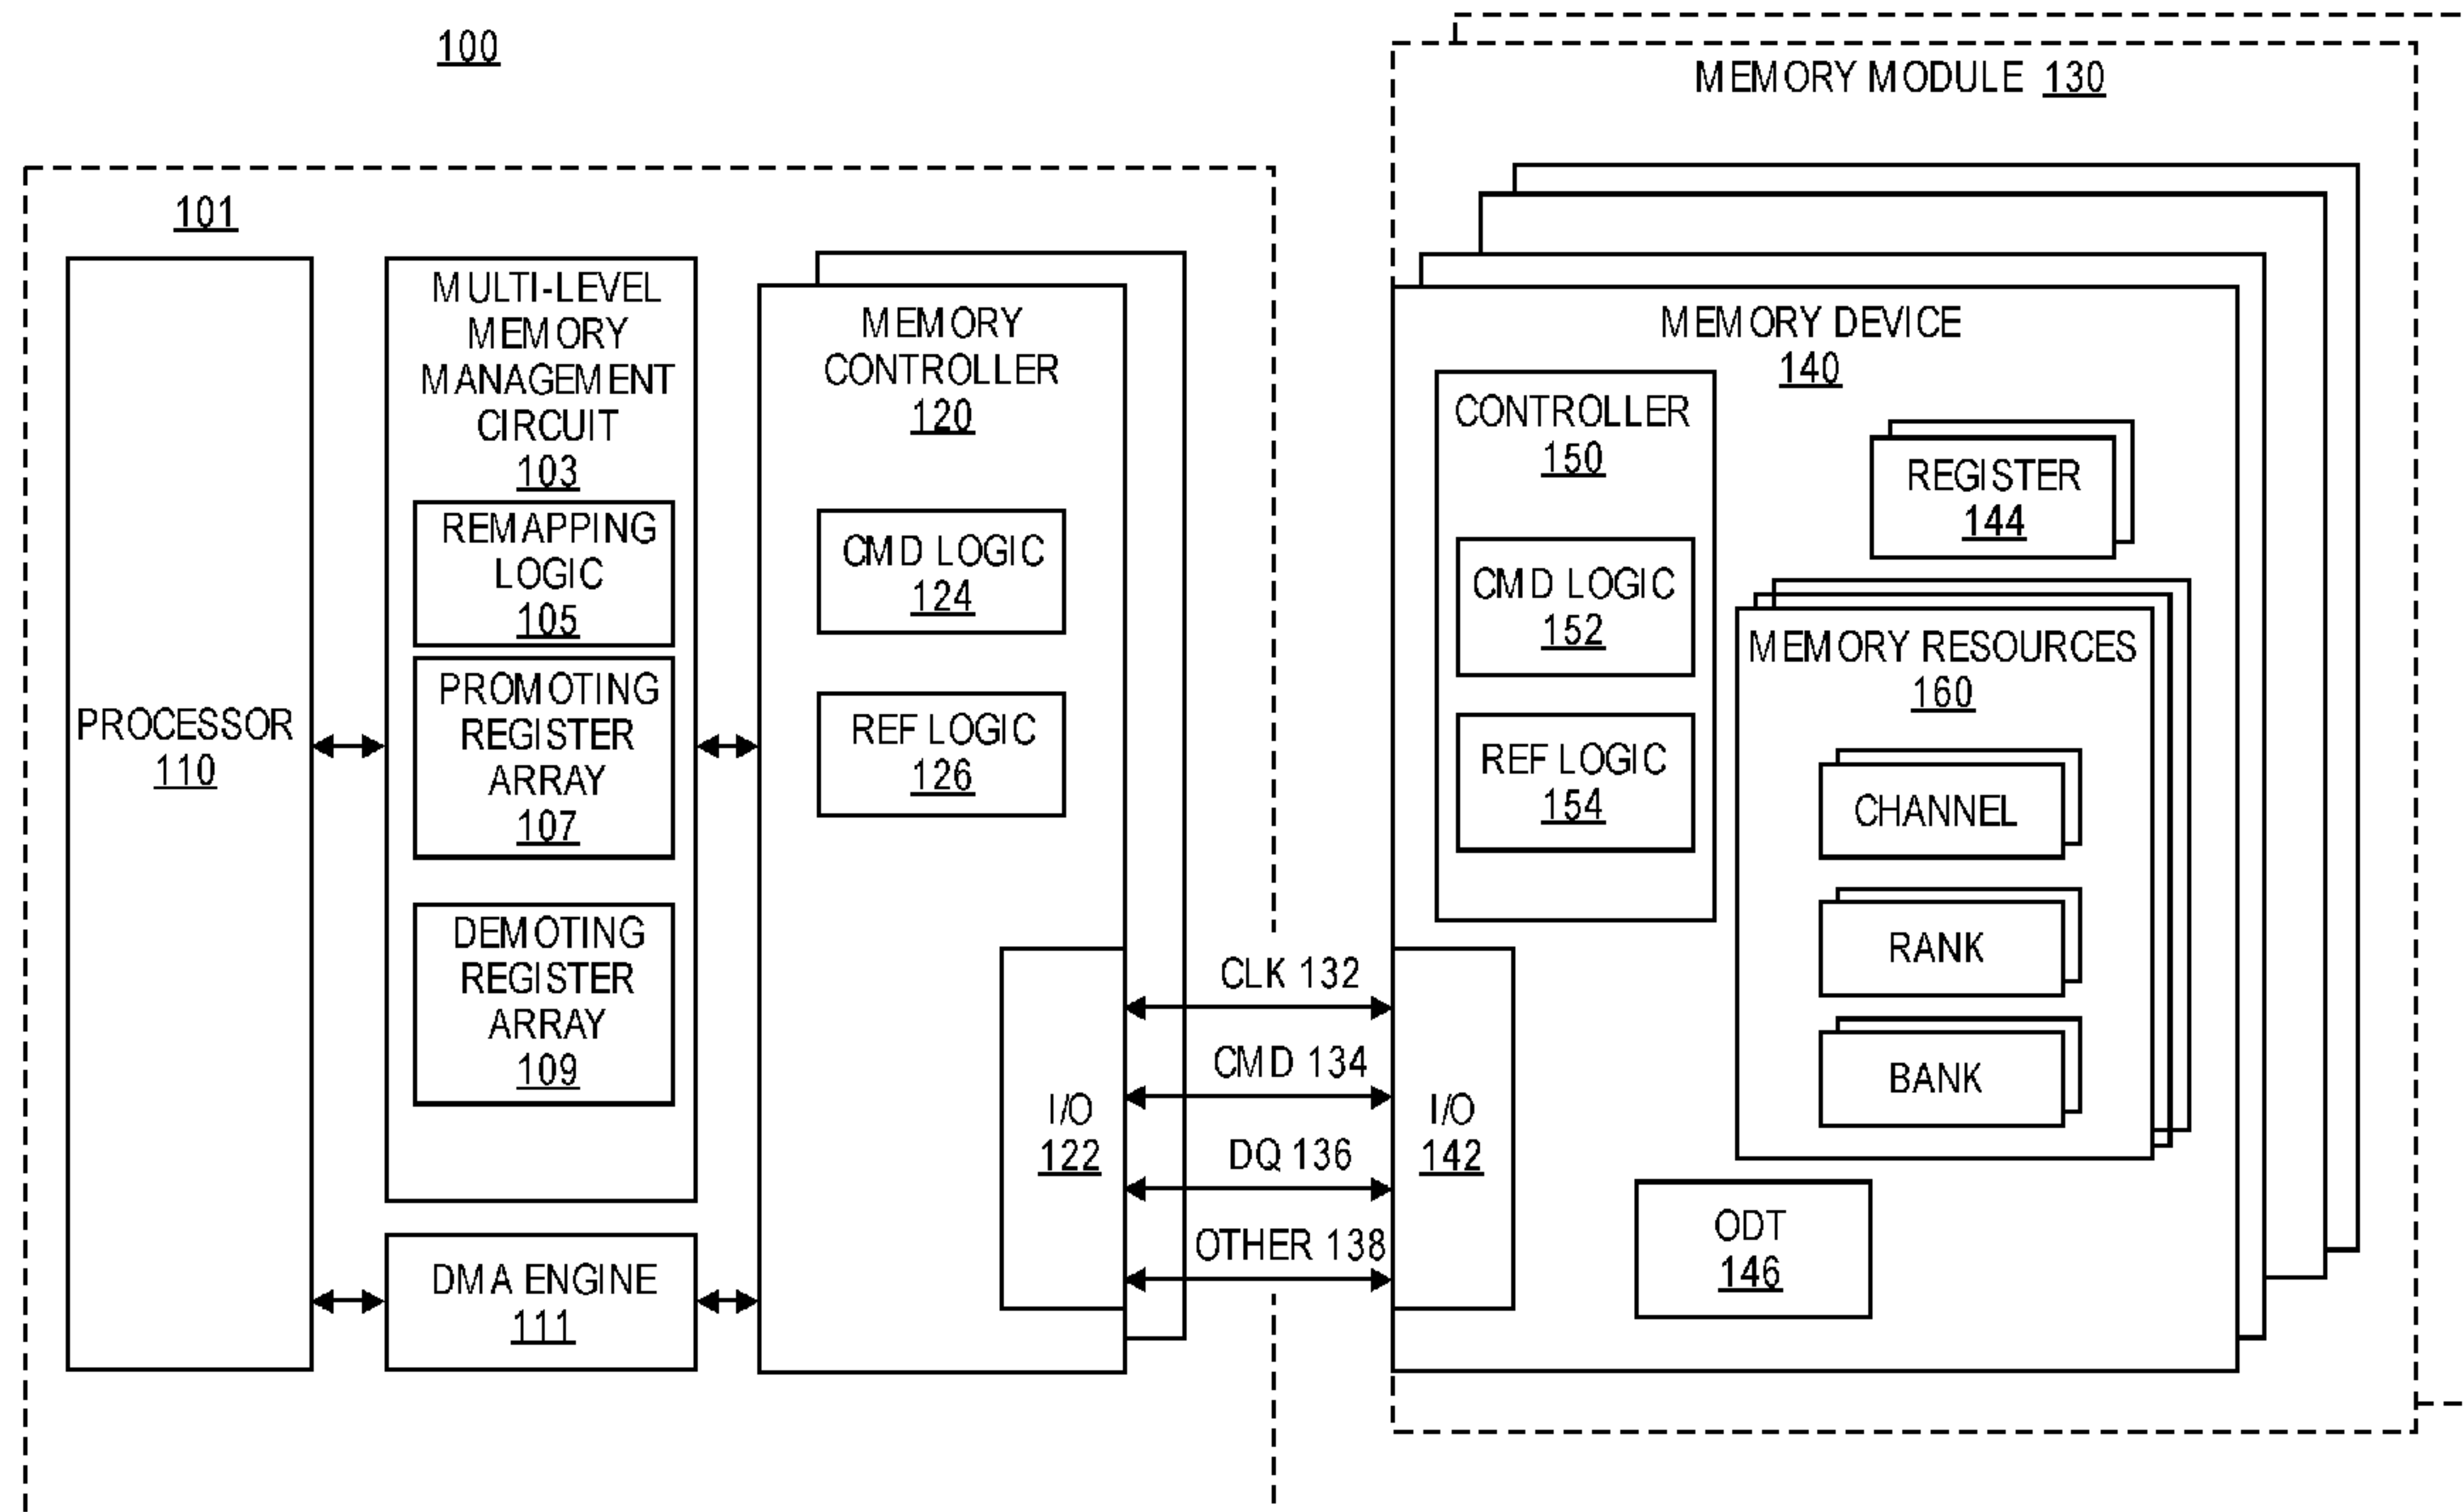 100
101
PROCESSOR
110
MULTI-LEVEL
MEMORY
MANAGEMENT
CIRCUIT
103
REMAPPING
LOGIC
105
PROMOTING
REGISTER
ARRAY
107
DEMOTING
REGISTER
ARRAY
109
DMA ENGINE
111
MEMORY
CONTROLLER
120
CMD LOGIC
124
REF LOGIC
126
I/O
122
CLK 132
CMD 134
DQ 136
OTHER 138
MEMORY MODULE 130
MEMORY DEVICE
140
CONTROLLER
150
CMD LOGIC
152
REF LOGIC
154
I/O
142
REGISTER
144
MEMORY RESOURCES
160
CHANNEL
RANK
BANK
ODT
146